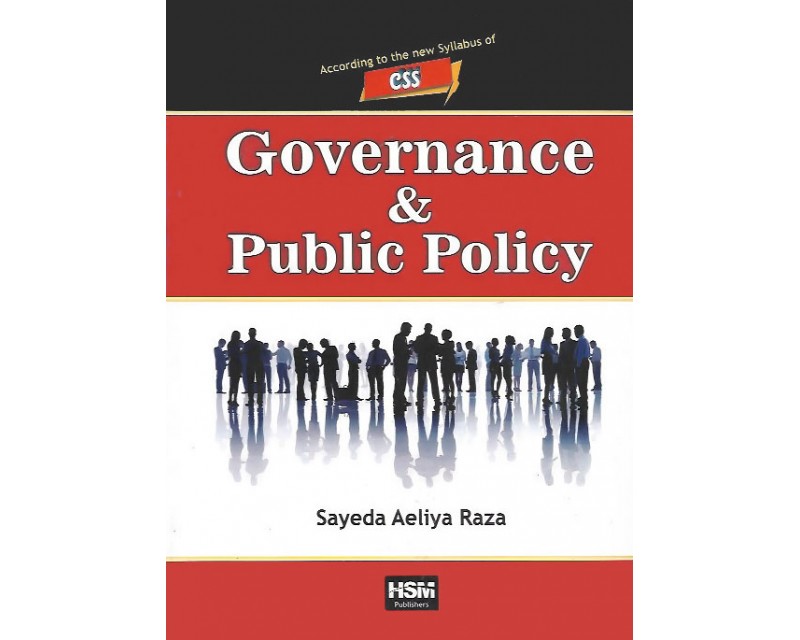 According to the new Syllabus of
CSS
Governance
&
Public Policy
Sayeda Aeliya Raza
HSM
Publishers